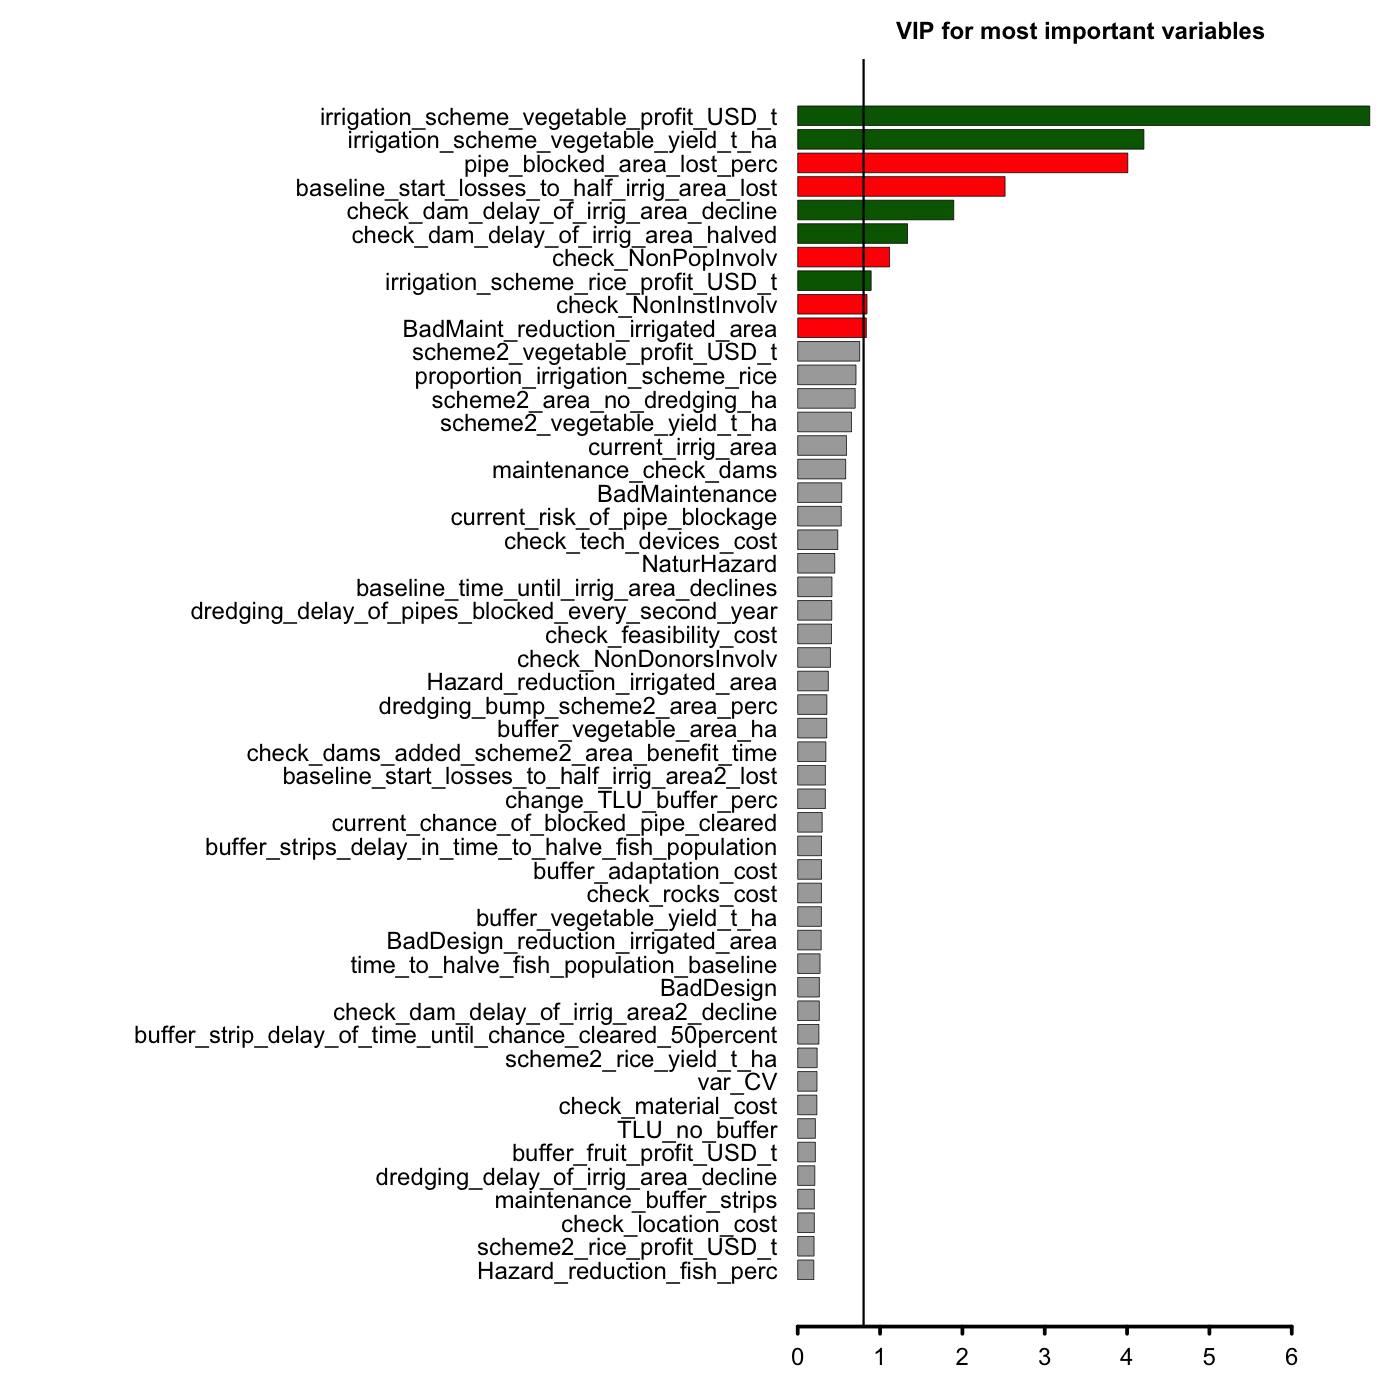 VIP for most important variables
irrigation_scheme_vegetable_profit_USD_t
irrigation_scheme_vegetable_yield_t_ha
pipe_blocked_area_lost_perc
baseline_start_losses_to_half_irrig_area_lost
check_dam_delay_of_irrig_area_decline
check_dam_delay_of_irrig_area_halved
check_NonPopInvolv
irrigation_scheme_rice_profit_USD_t
check_NonInstInvolv
BadMaint_reduction_irrigated_area
scheme2_vegetable_profit_USD_t
proportion_irrigation_scheme_rice
scheme2_area_no_dredging_ha
scheme2_vegetable_yield_t_ha
current_irrig_area
maintenance_check_dams
BadMaintenance
current_risk_of_pipe_blockage
check_tech_devices_cost
NaturHazard
baseline_time_until_irrig_area_declines
dredging_delay_of_pipes_blocked_every_second_year
check_feasibility_cost
check_NonDonorsInvolv
Hazard_reduction_irrigated_area
dredging_bump_scheme2_area_perc
buffer_vegetable_area_ha
check_dams_added_scheme2_area_benefit_time
baseline_start_losses_to_half_irrig_area2_lost
change_TLU_buffer_perc
current_chance_of_blocked_pipe_cleared
buffer_strips_delay_in_time_to_halve_fish_population
buffer_adaptation_cost
check_rocks_cost
buffer_vegetable_yield_t_ha
BadDesign_reduction_irrigated_area
time_to_halve_fish_population_baseline
BadDesign
check_dam_delay_of_irrig_area2_decline
buffer_strip_delay_of_time_until_chance_cleared_50percent
scheme2_rice_yield_t_ha
var_CV
check_material_cost
TLU_no_buffer
buffer_fruit_profit_USD_t
dredging_delay_of_irrig_area_decline
maintenance_buffer_strips
check_location_cost
scheme2_rice_profit_USD_t
Hazard_reduction_fish_perc
0 1 2 3 4 5 6